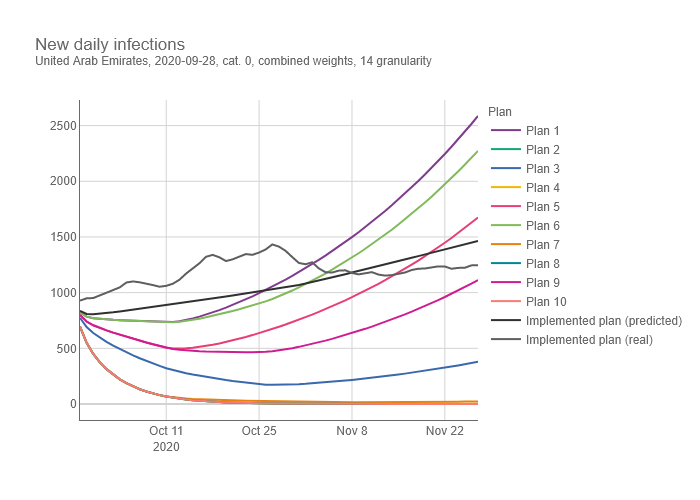 New daily infections
United Arab Emirates, 2020-09-28, cat. 0, combined weights, 14 granularity
Plan
Plan 1
Plan 2
Plan 3
Plan 4
Plan 5
Plan 6
Plan 7
Plan 8
Plan 9
Plan 10
Implemented plan (predicted)
Implemented plan (real)
2500
2000
1500
1000
500
0
Oct 11 Oct 25 Nov 8 Nov 22
2020